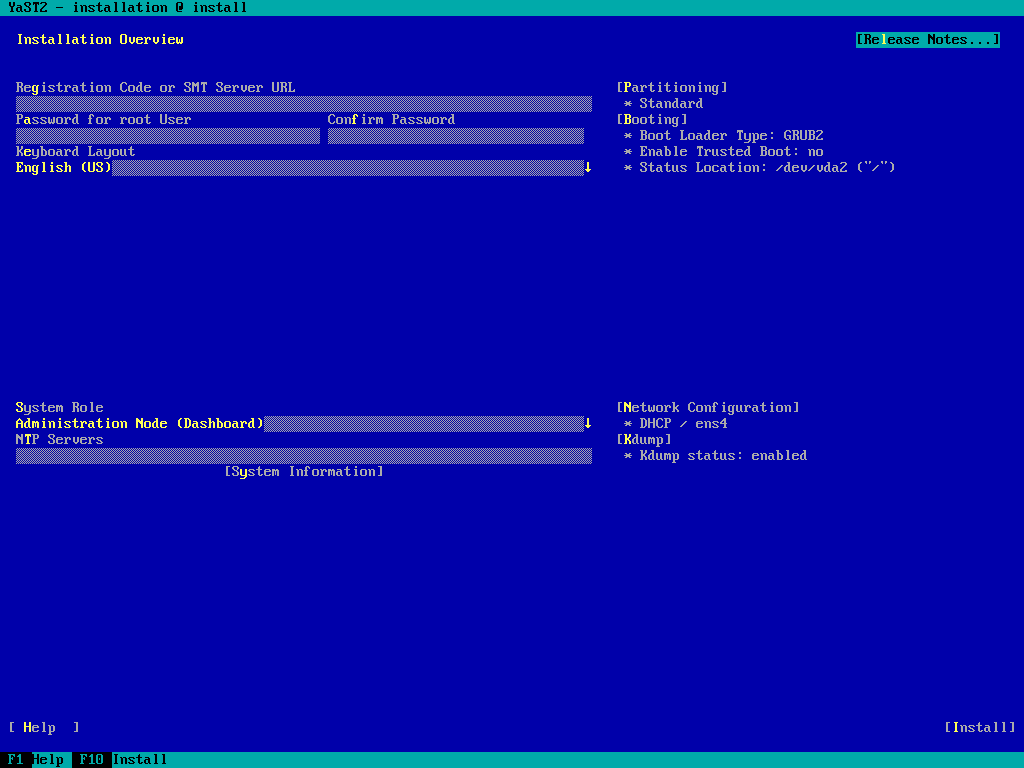 YaST2 - installation @ install
Installation Overview [Release Notes...]
Registration Code or SMT Server URL [Partitioning]
* Standard
Password for root User Confirm Password [Booting]
* Boot Loader Type: GRUB2
Keyboard Layout * Enable Trusted Boot: no
English (US) ↓ * Status Location: /dev/vda2 ("/")
System Role [Network Configuration]
Administration Node (Dashboard) ↓ * DHCP / ens4
NTP Servers [Kdump]
* Kdump status: enabled
[System Information]
[ Help ] [Install]
F1 Help F10 Install